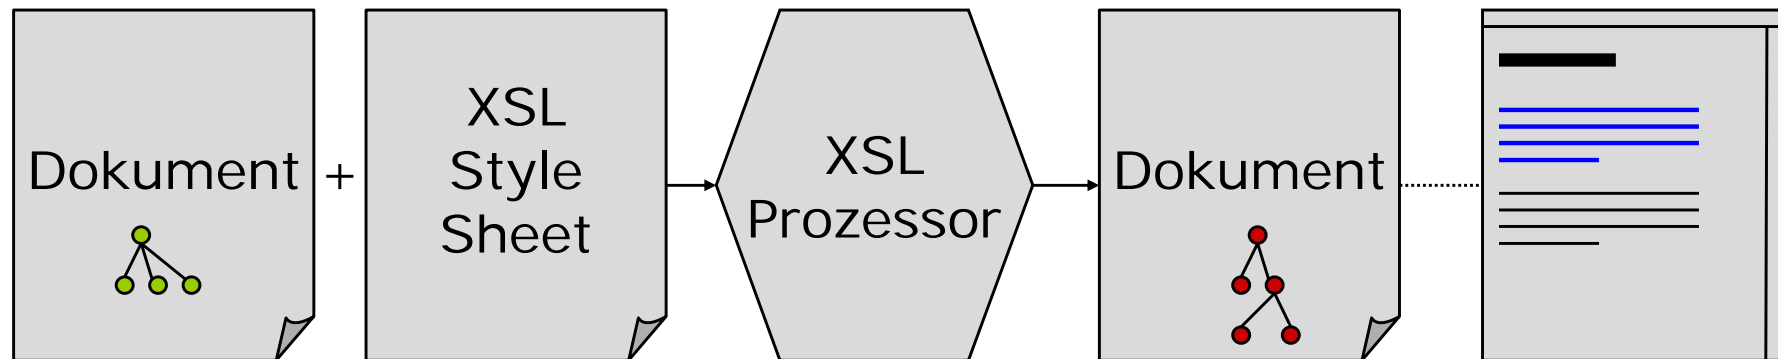 Dokument
+
XSL
Style
Sheet
XSL
Prozessor
Dokument